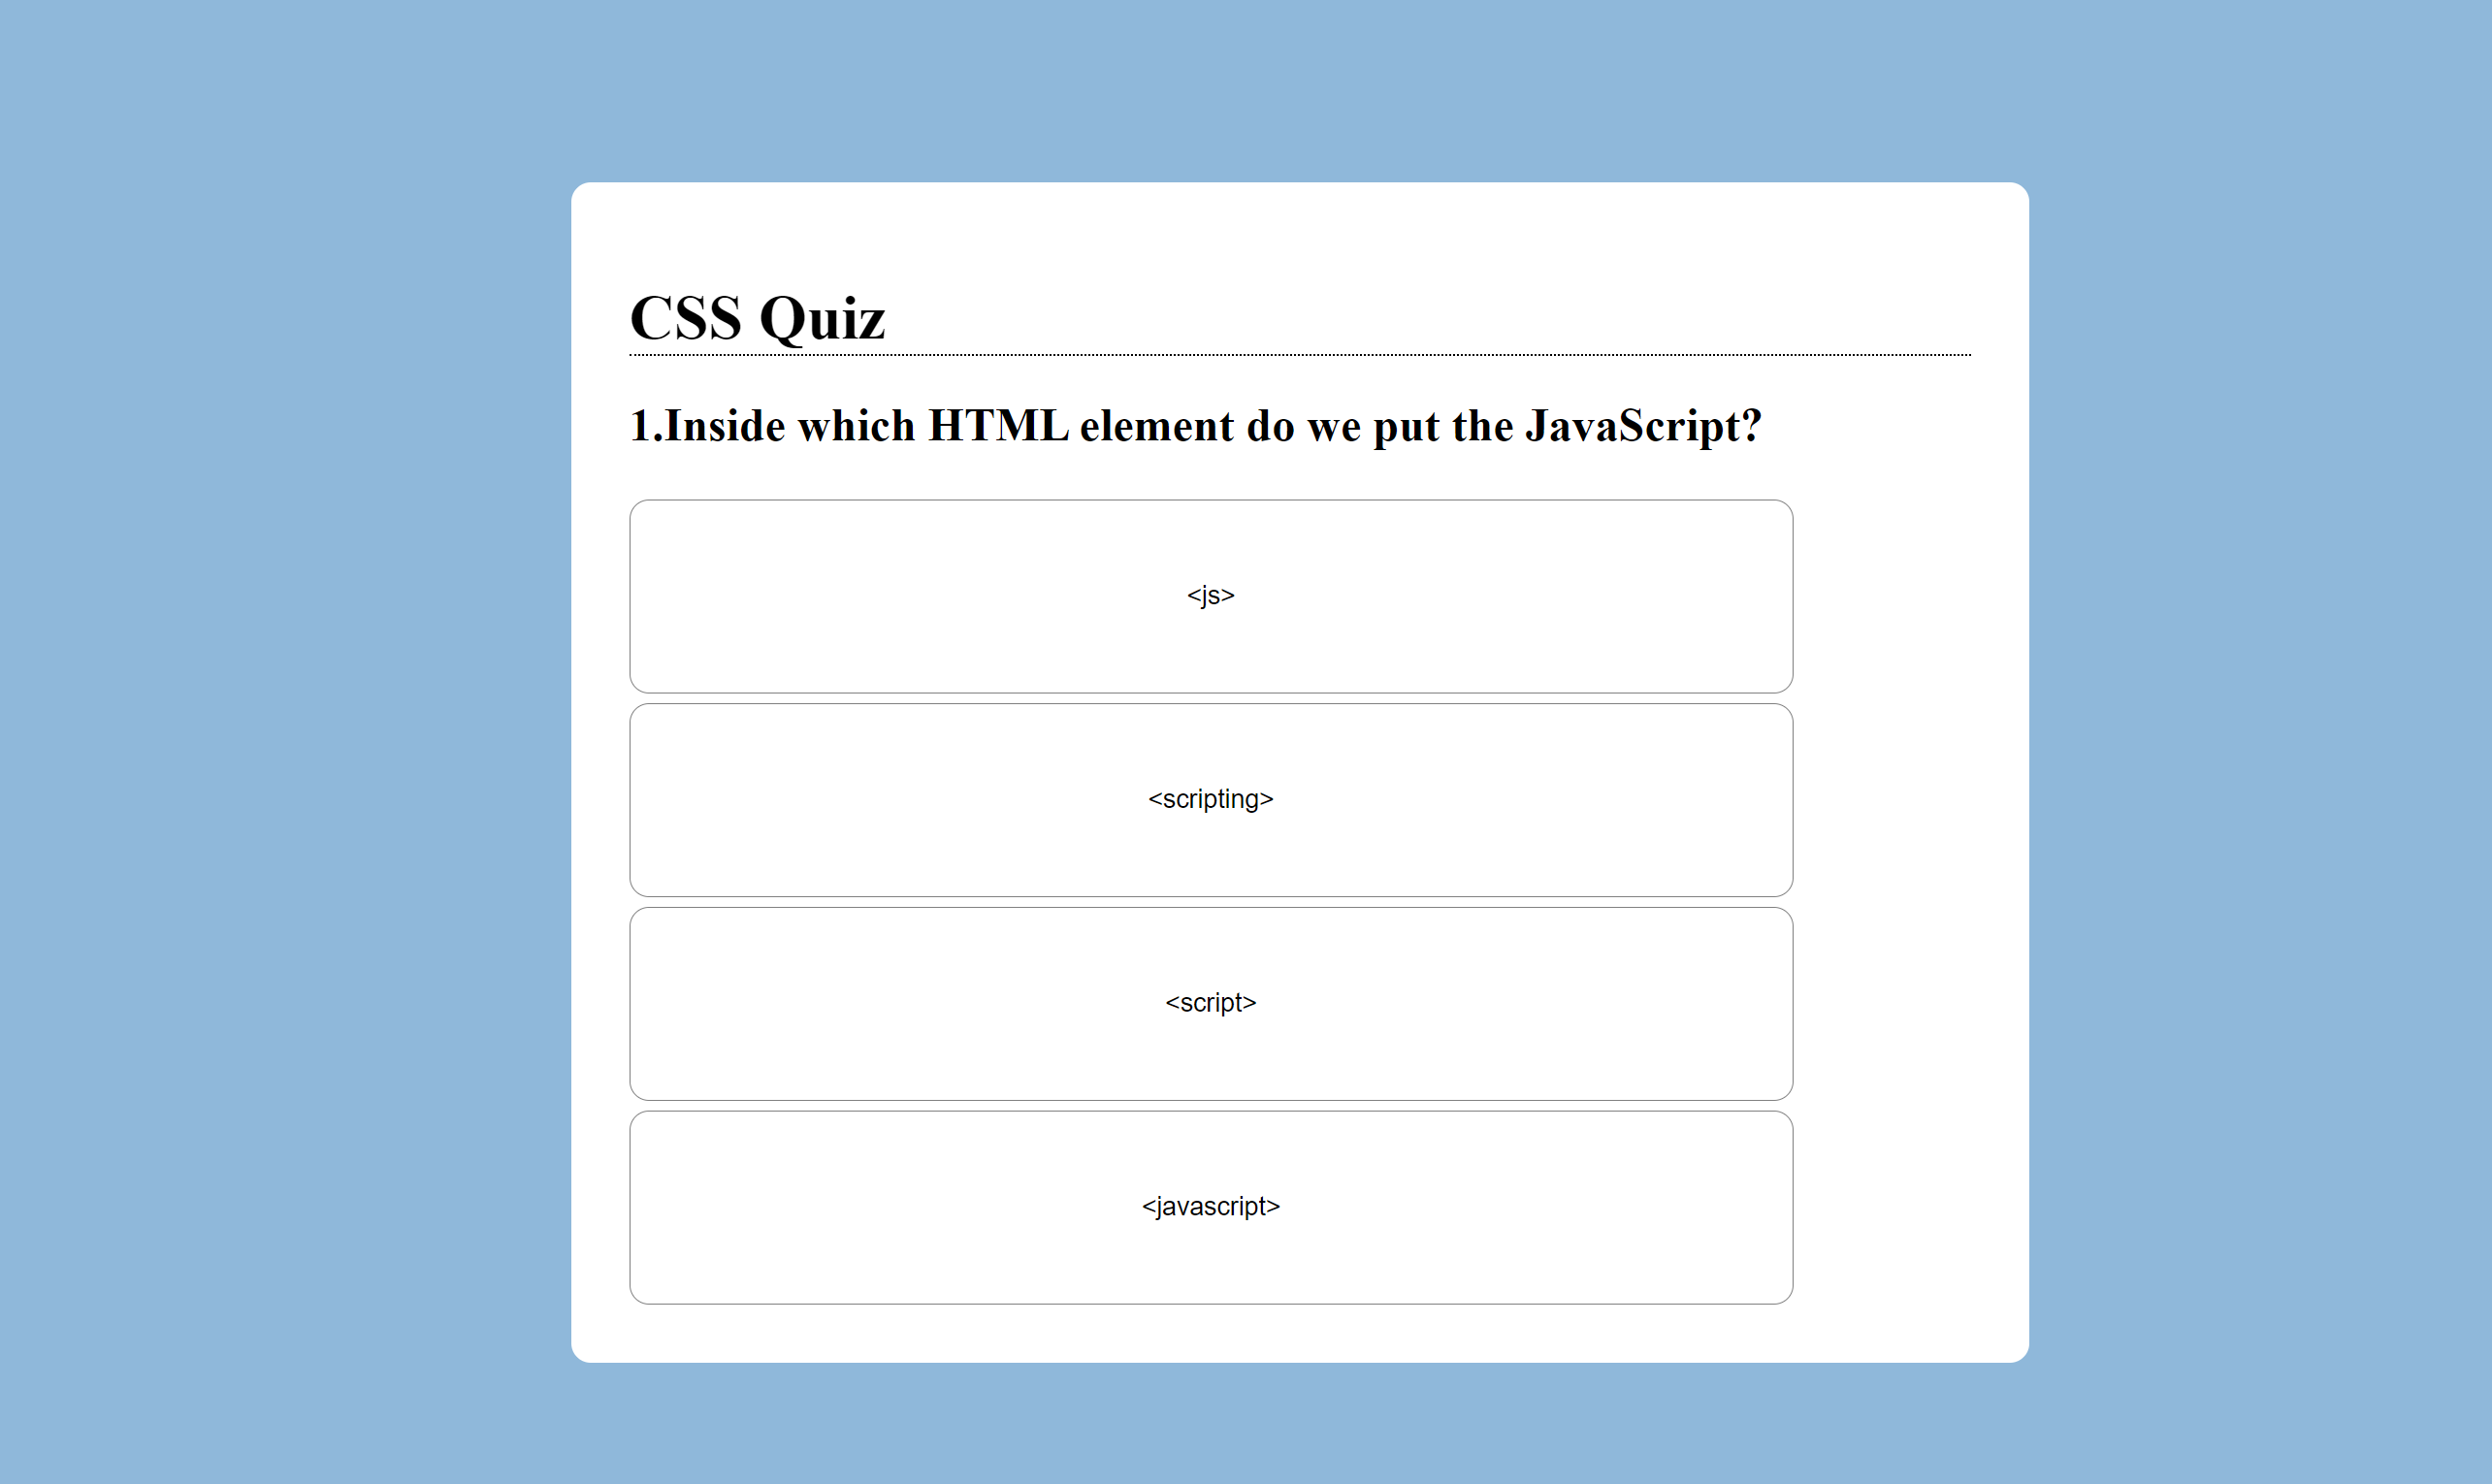 CSS Quiz
1.Inside which HTML element do we put the JavaScript?
<js>
<scripting>
<script>
<javascript>